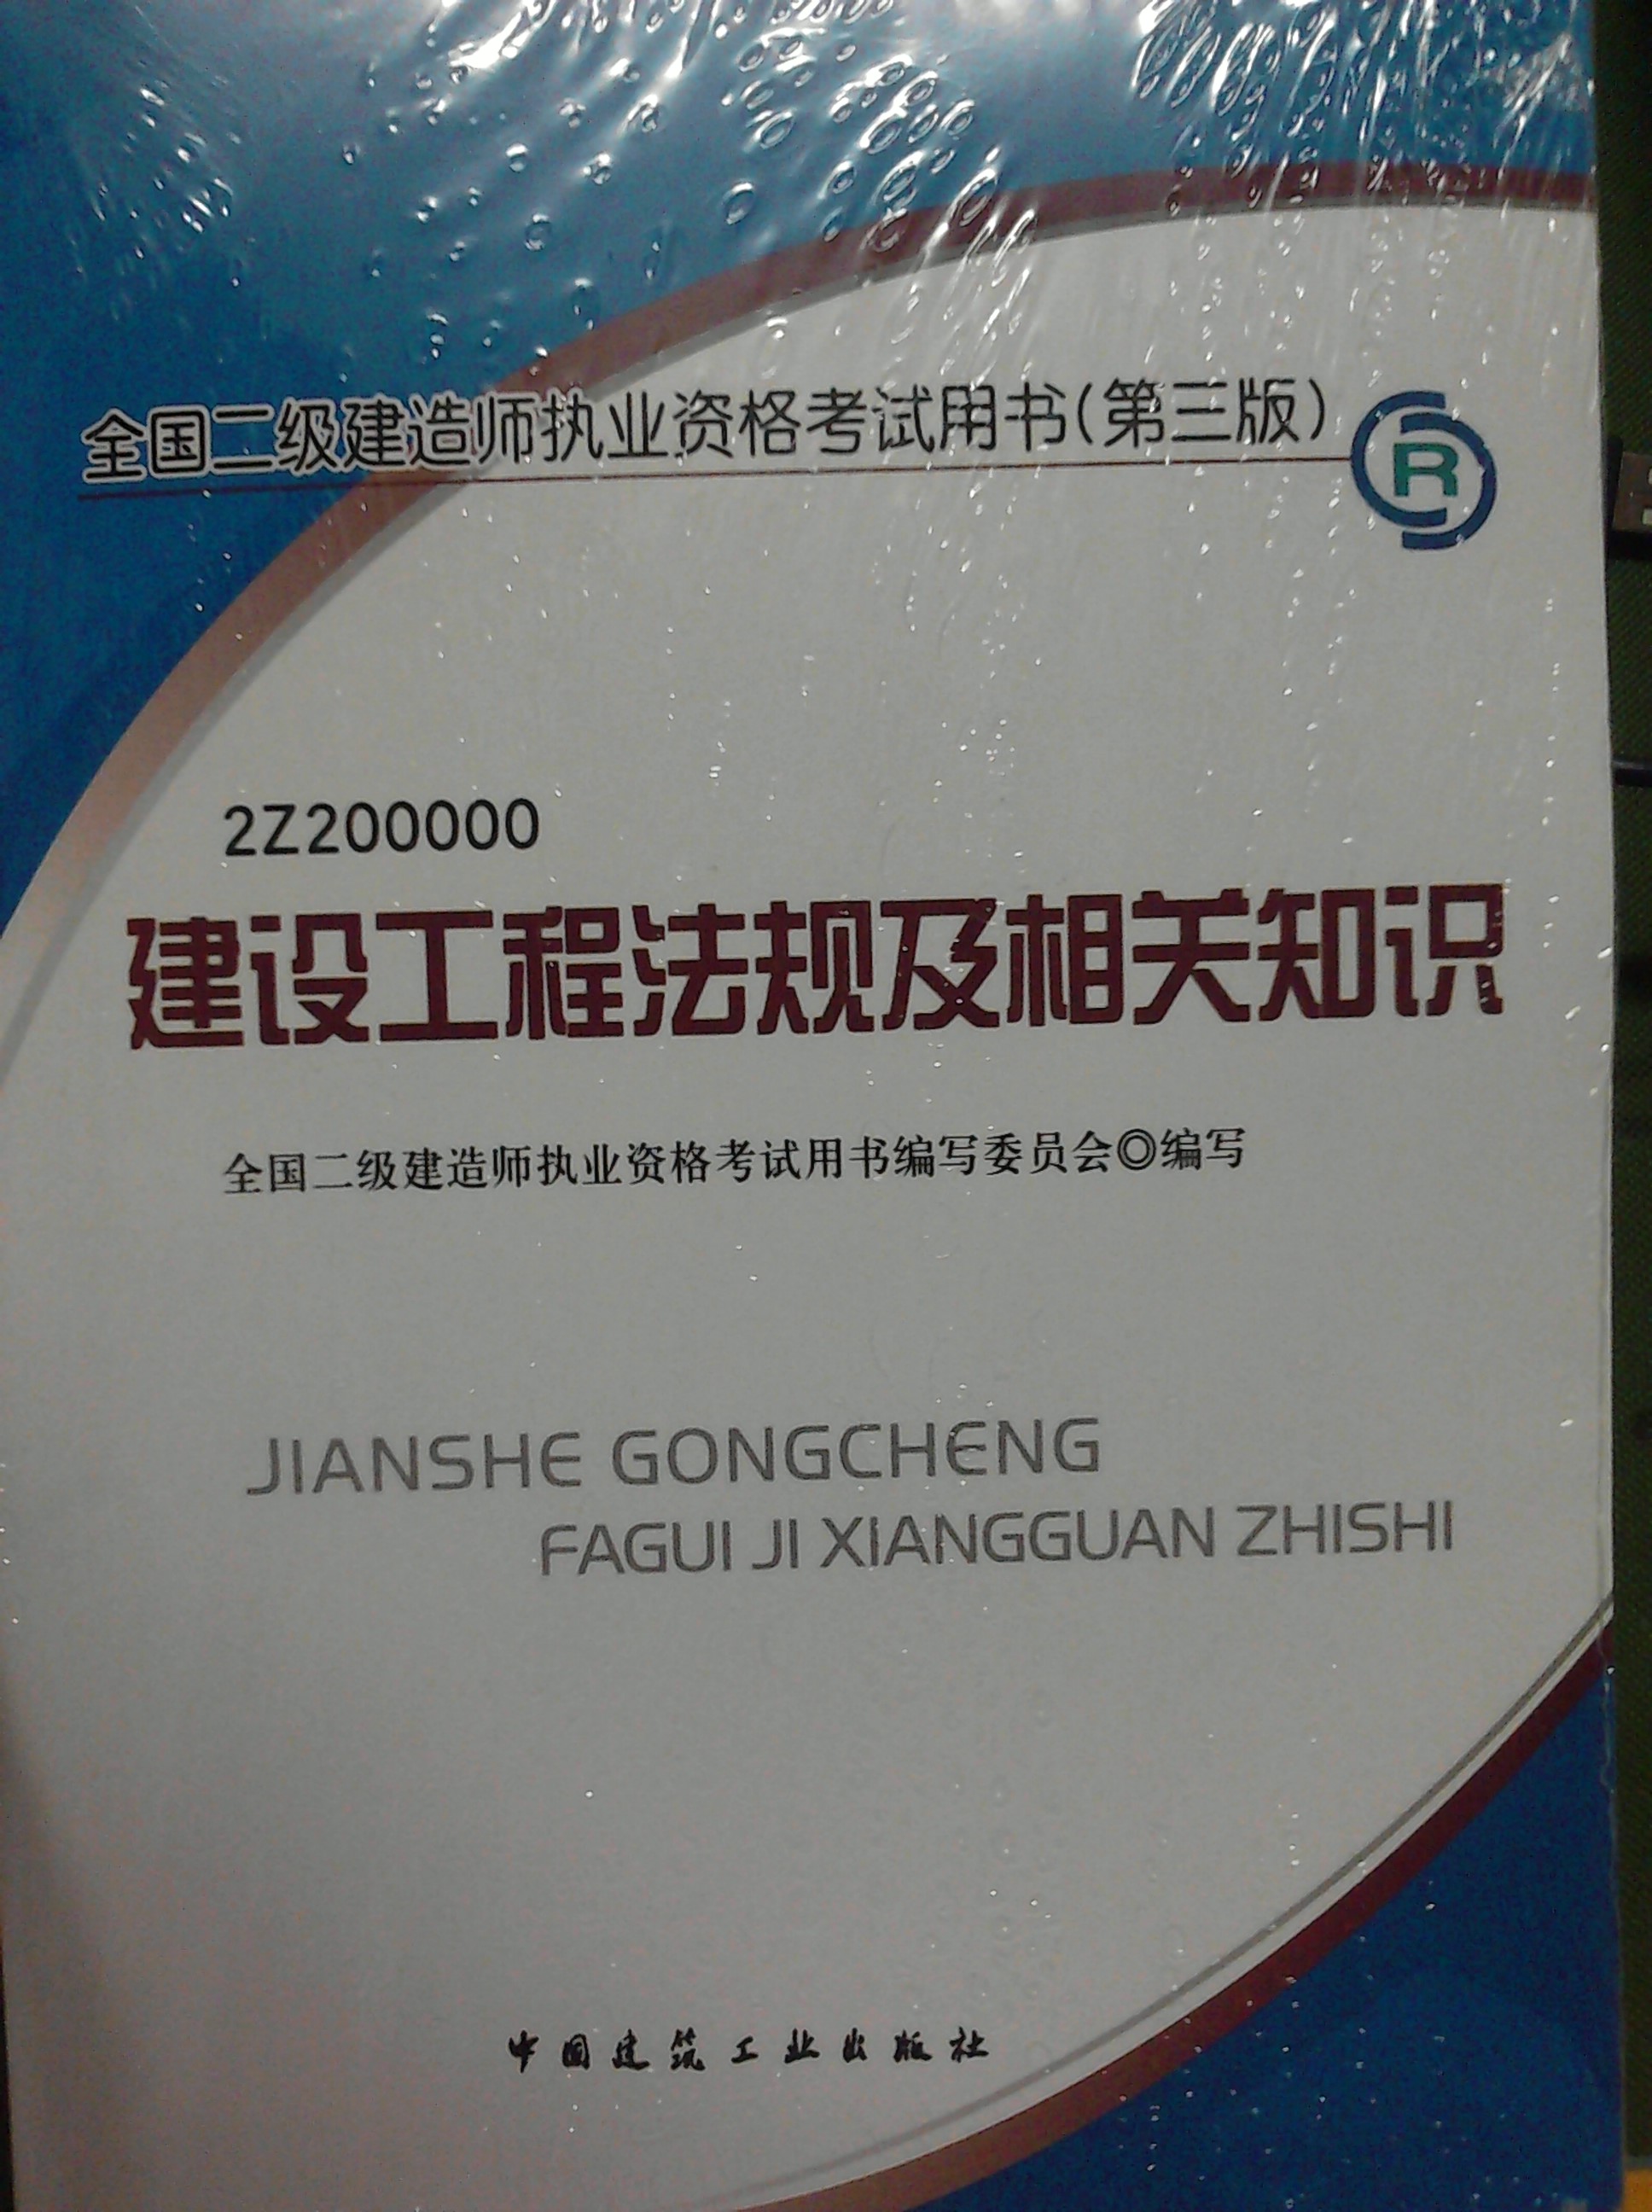 全国二级建造师执业资格考试用书(第三版)
R
2Z200000
建设工程法规及相关知识
全国二级建造师执业资格考试用书编写委员会◎编写
JIANSHE GONGCHENG
FAGUI JI XIANGGUAN ZHISHI
中国建筑工业出版社